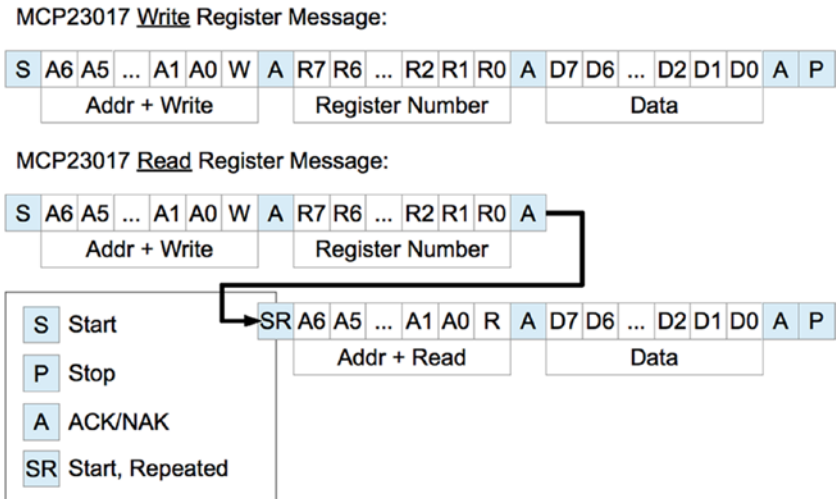 MCP23017 Write Register Message:
S A6 A5 ... A1 A0 W A R7 R6 ... R2 R1 R0 A D7 D6 ... D2 D1 D0 A P
Addr + Write Register Number Data
MCP23017 Read Register Message:
S A6 A5 ... A1 A0 W A R7 R6 ... R2 R1 R0 A
Addr + Write Register Number
SR A6 A5 ... A1 A0 R A D7 D6 ... D2 D1 D0 A P
Addr + Read Data
S Start
P Stop
A ACK/NAK
SR Start, Repeated